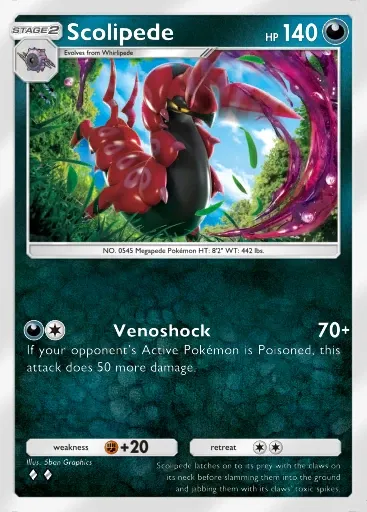 STAGE 2 Scolipede HP 140
Evolves from Whirlipede
NO. 0545 Megapede Pokémon HT: 8'2" WT: 442 lbs.
Venoshock 70+
If your opponent's Active Pokémon is Poisoned, this
attack does 50 more damage.
weakness +20 retreat
Illus. 5ban Graphics
Scolipede latches on to its prey with the claws on
its neck before slamming them into the ground
and jabbing them with its claws' toxic spikes.